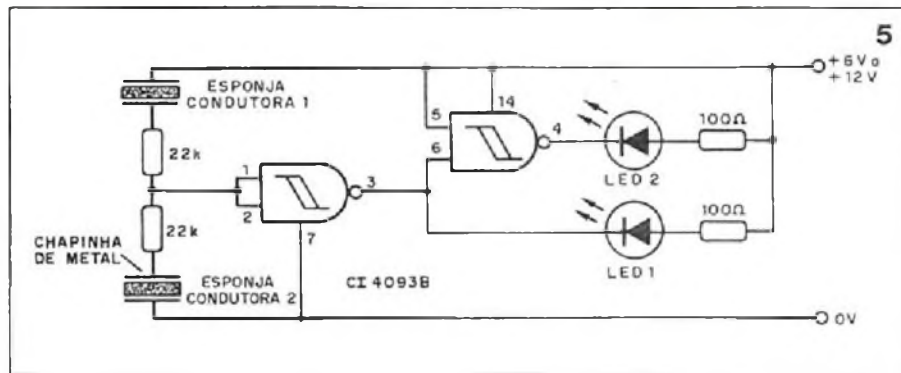 5
+6V a
+12V
ESPONJA
CONDUTORA 1
14
5
6
4
100Ω
22k
LED 2
1
2
3
100Ω
22k
7
LED 1
CHAPINHA
DE METAL
ESPONJA
CONDUTORA 2
CI 4093B
0V